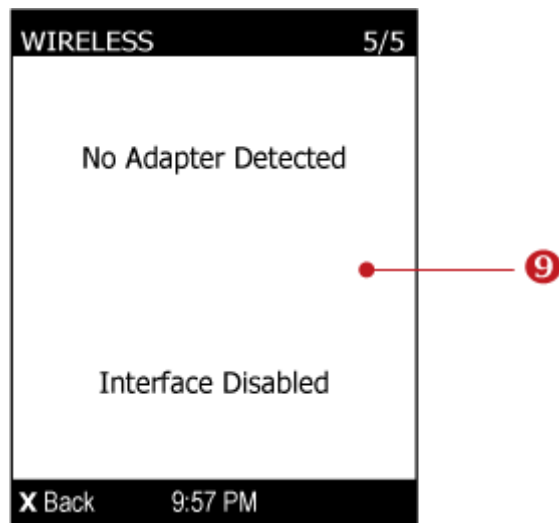 WIRELESS 5/5
No Adapter Detected
9
Interface Disabled
X Back 9:57 PM